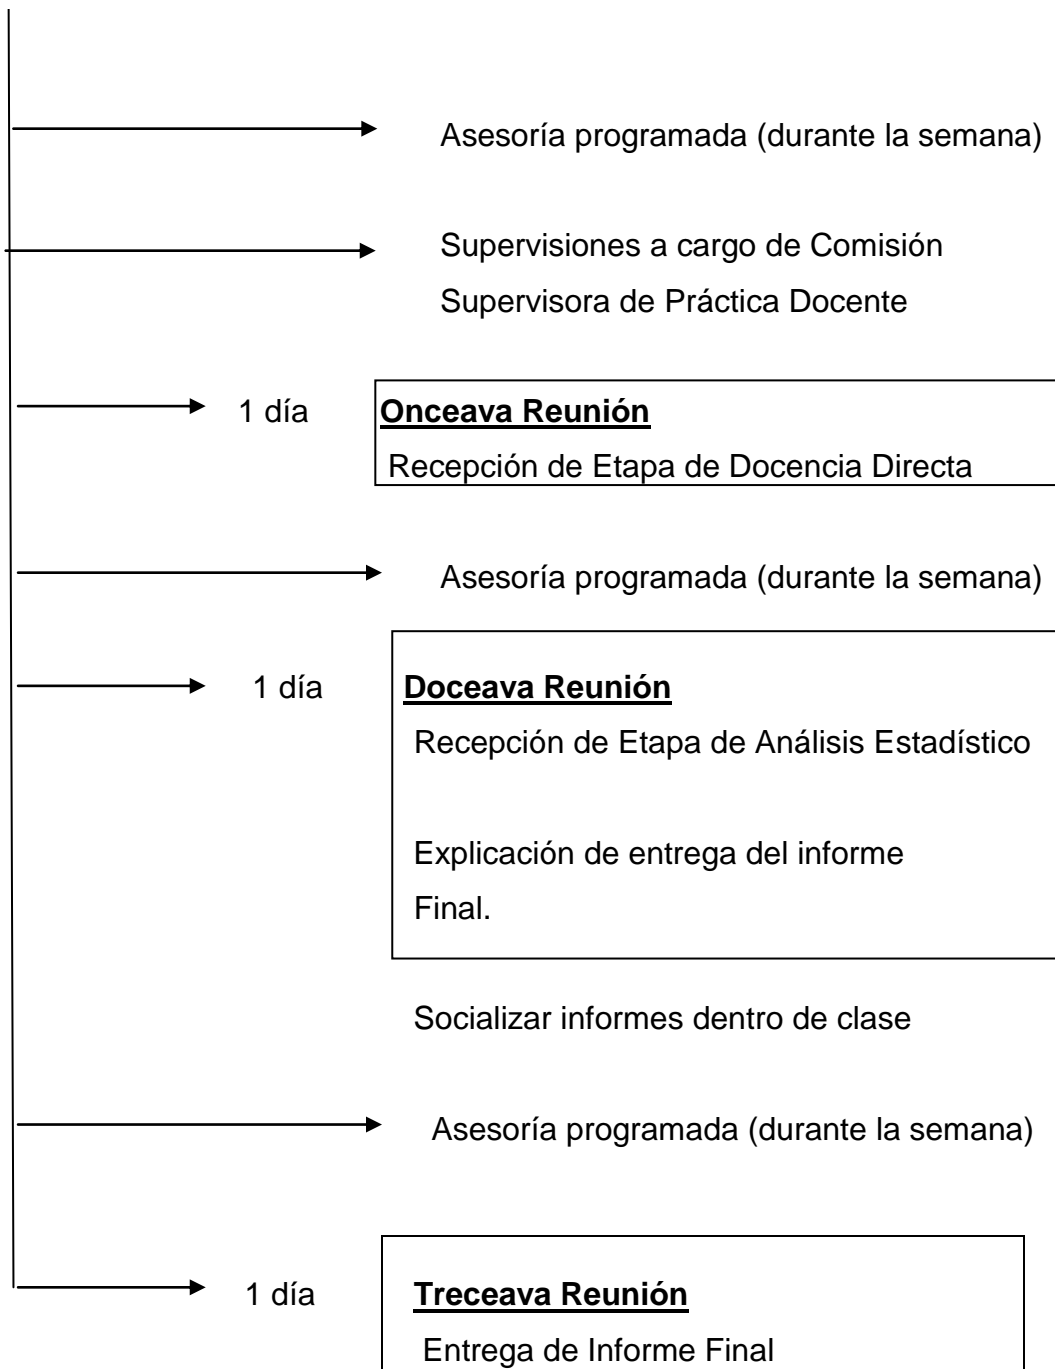 Asesoría programada (durante la semana)
Supervisiones a cargo de Comisión
Supervisora de Práctica Docente
1 día
Onceava Reunión
Recepción de Etapa de Docencia Directa
Asesoría programada (durante la semana)
1 día
Doceava Reunión
Recepción de Etapa de Análisis Estadístico
Explicación de entrega del informe
Final.
Socializar informes dentro de clase
Asesoría programada (durante la semana)
1 día
Treceava Reunión
Entrega de Informe Final